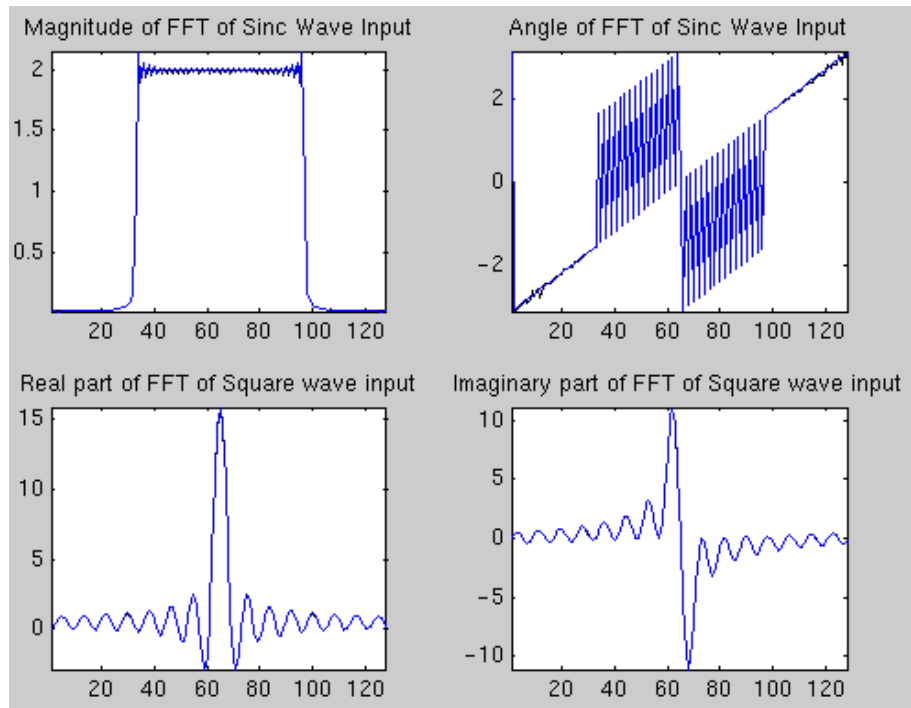 Magnitude of FFT of Sinc Wave Input
2
1.5
1
0.5
20 40 60 80 100 120
Angle of FFT of Sinc Wave Input
2
0
−2
20 40 60 80 100 120
Real part of FFT of Square wave input
15
10
5
0
20 40 60 80 100 120
Imaginary part of FFT of Square wave input
10
5
0
−5
−10
20 40 60 80 100 120